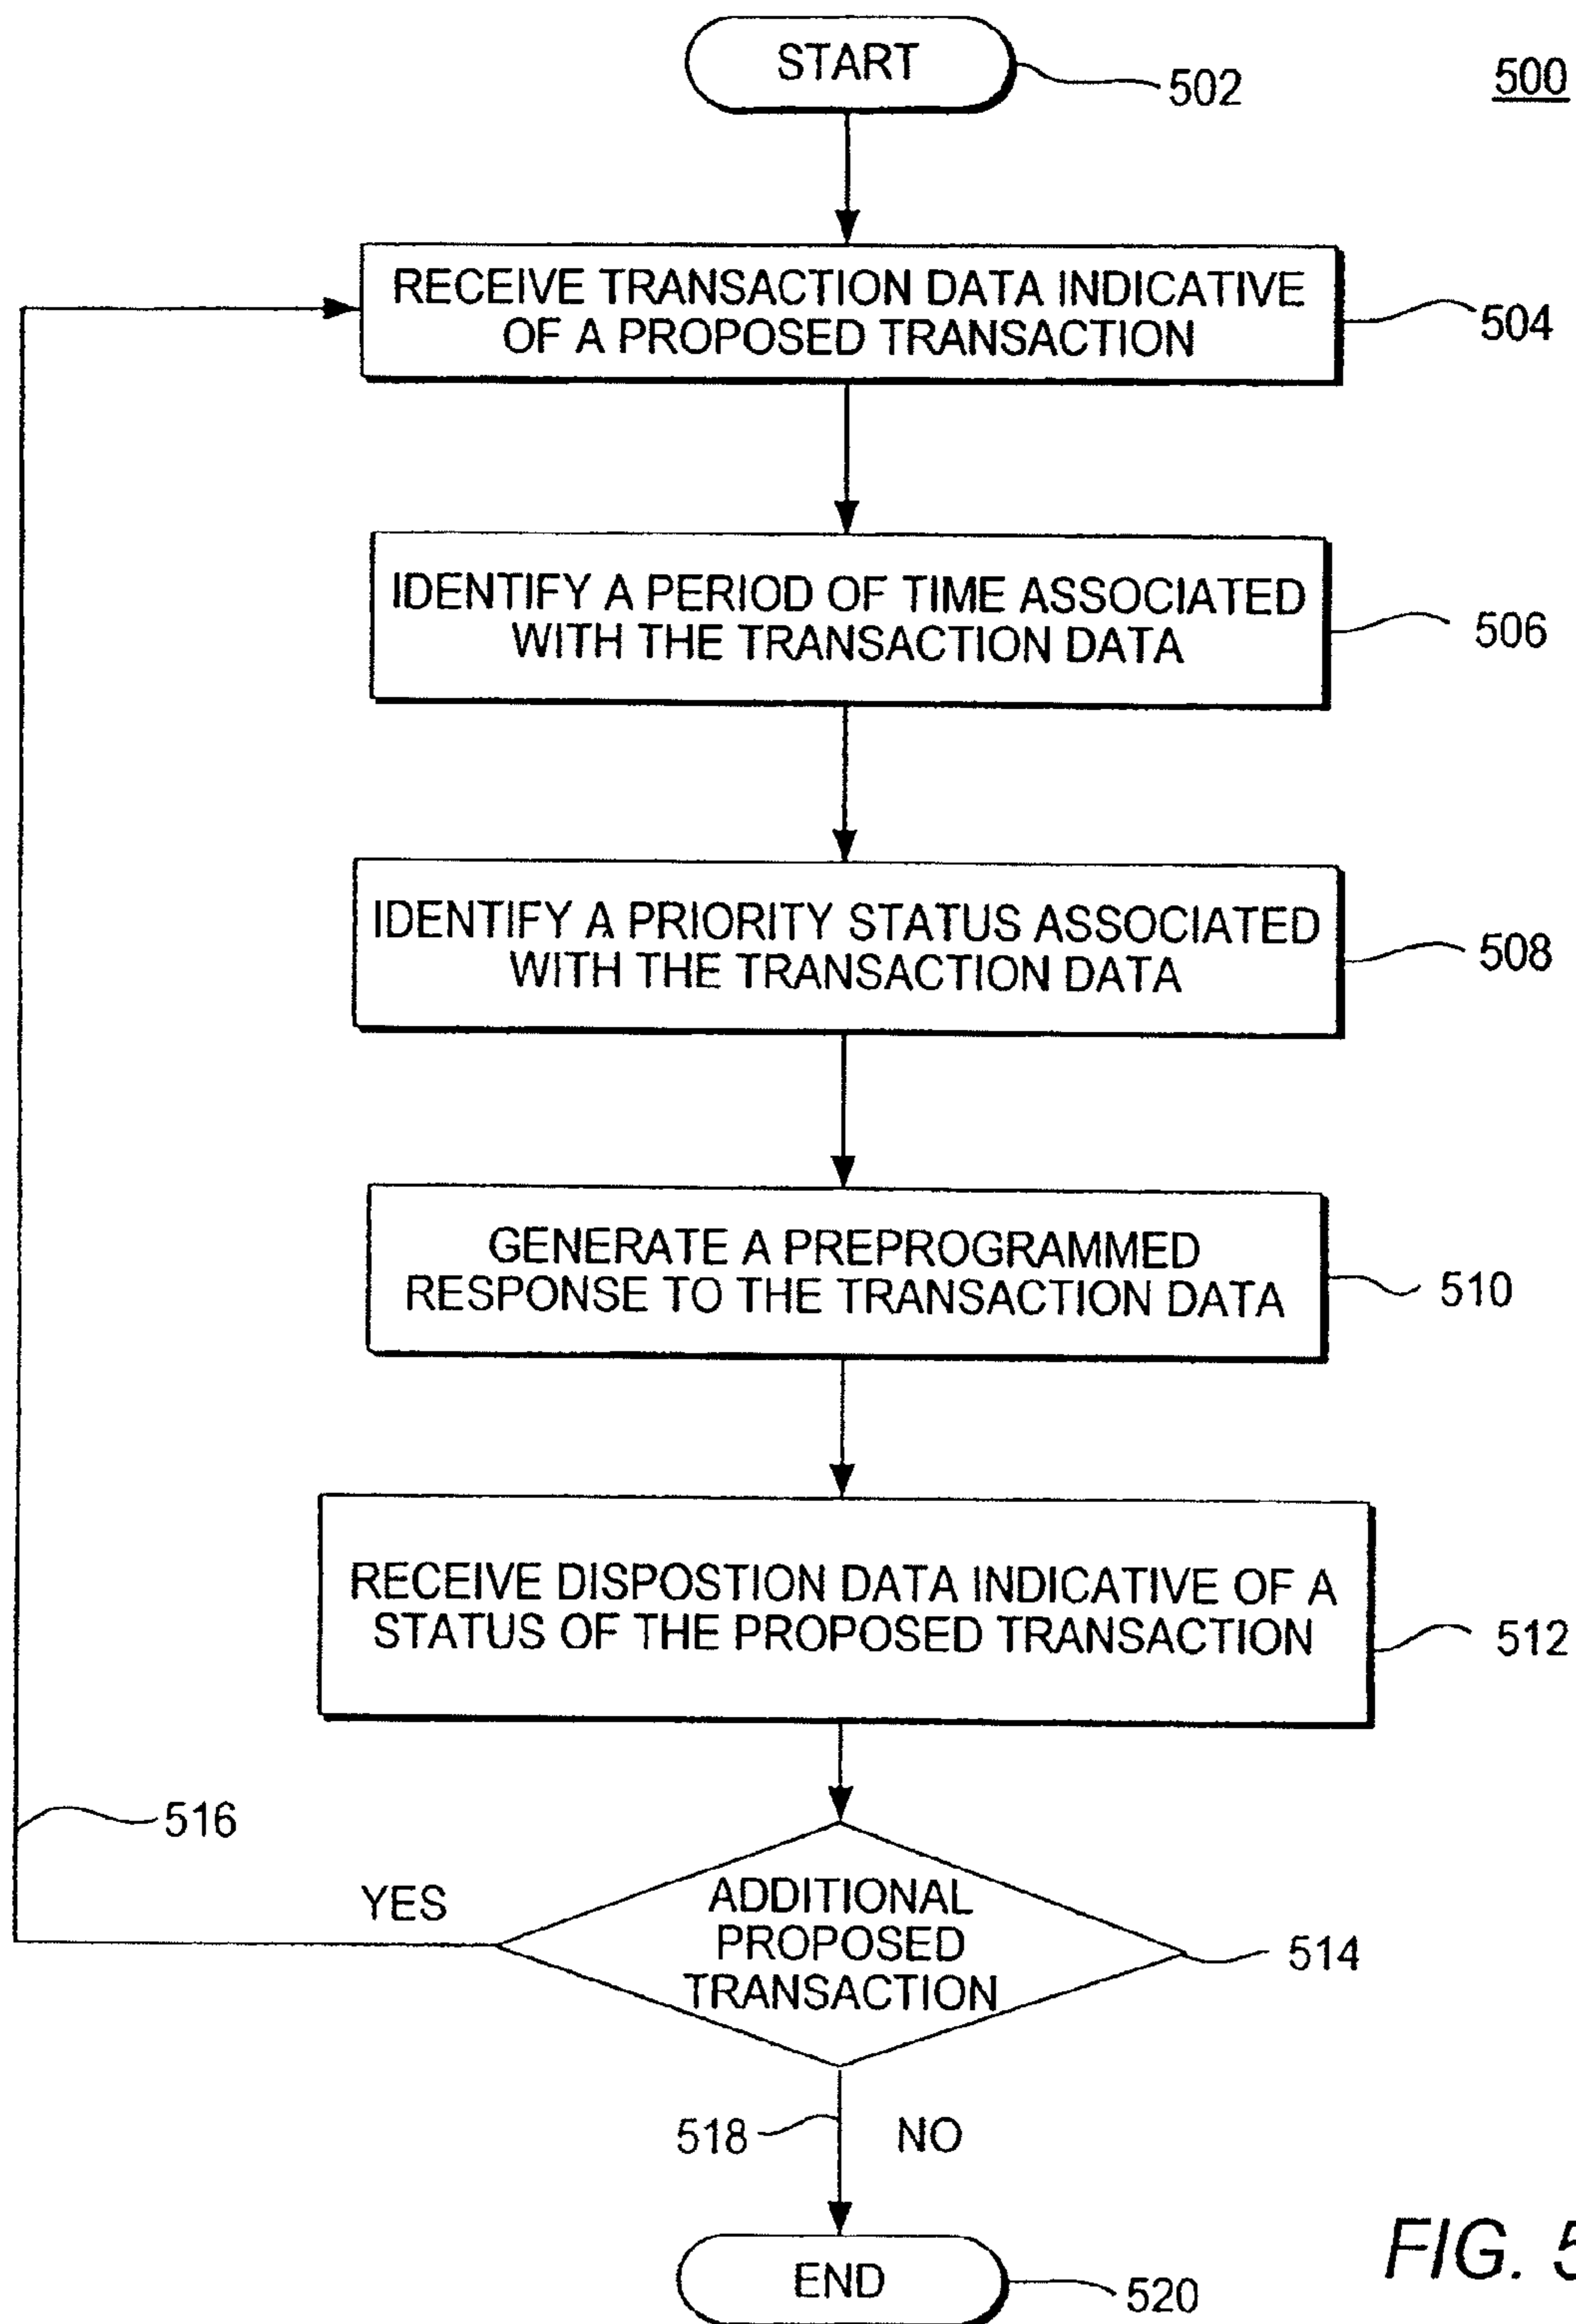 START
502
500
RECEIVE TRANSACTION DATA INDICATIVE
OF A PROPOSED TRANSACTION
504
IDENTIFY A PERIOD OF TIME ASSOCIATED
WITH THE TRANSACTION DATA
506
IDENTIFY A PRIORITY STATUS ASSOCIATED
WITH THE TRANSACTION DATA
508
GENERATE A PREPROGRAMMED
RESPONSE TO THE TRANSACTION DATA
510
RECEIVE DISPOSTION DATA INDICATIVE OF A
STATUS OF THE PROPOSED TRANSACTION
512
516
YES
ADDITIONAL
PROPOSED
TRANSACTION
514
518
NO
END
520
FIG. 5